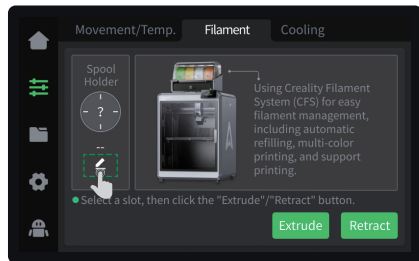 Movement/Temp. Filament Cooling
Spool
Holder
?
--
Using Creality Filament
System (CFS) for easy
filament management,
including automatic
refilling, multi-color
printing, and support
printing.
Select a slot, then click the "Extrude"/"Retract" button.
Extrude Retract